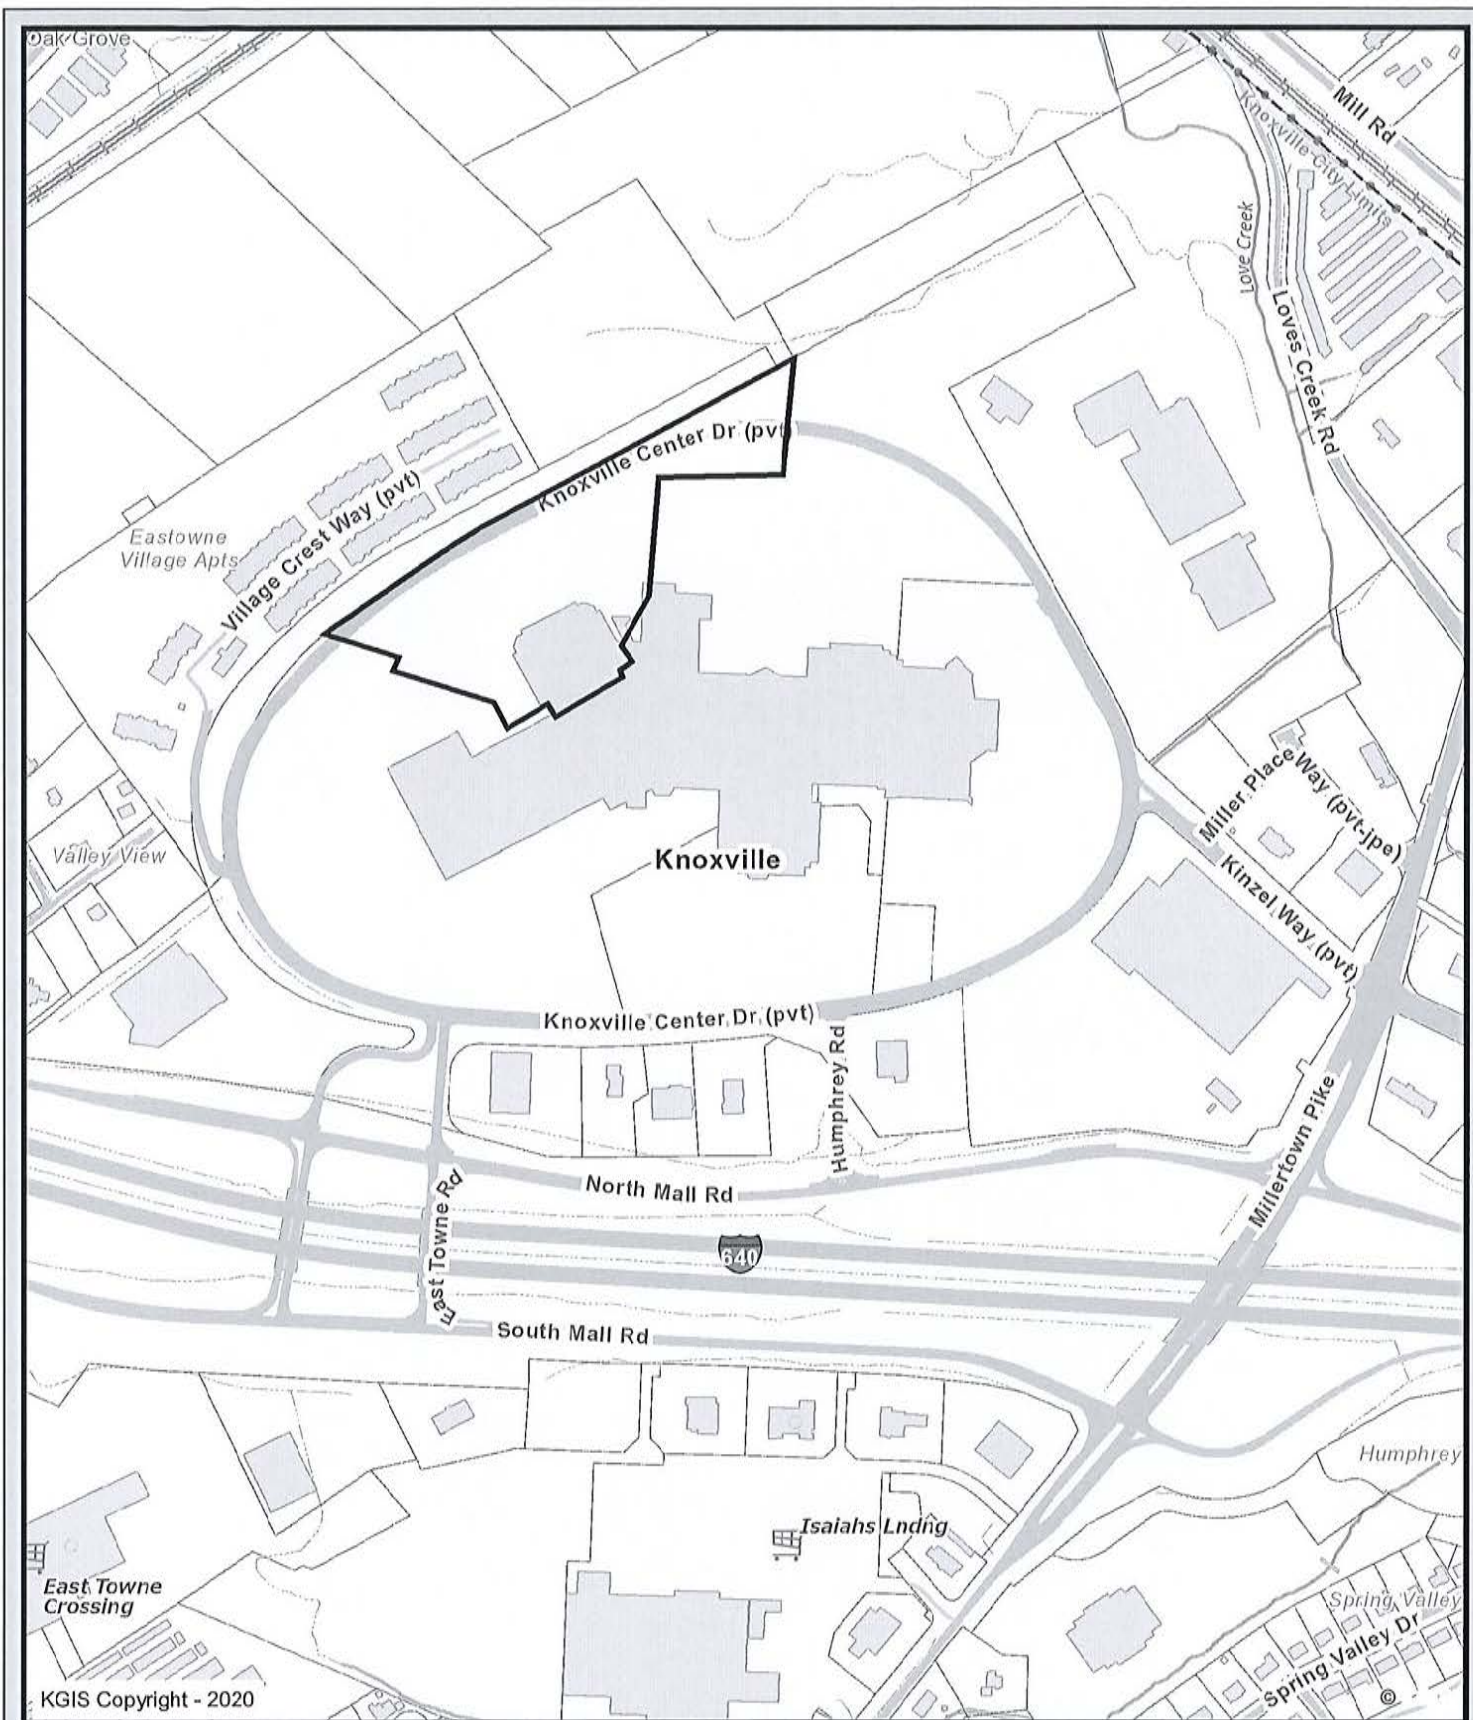 Oak Grove
Mill Rd
Knoxville City Limits
Love Creek
Loves Creek Rd
Knoxville Center Dr (pvt)
Village Crest Way (pvt)
Eastowne
Village Apts
Miller Place Way (pvt-jpe)
Valley View
Knoxville
Kinzel Way (pvt)
Knoxville Center Dr (pvt)
Humphrey Rd
Millertown Pike
North Mall Rd
East Towne Rd
640
South Mall Rd
Humphrey
Isaiahs Lndng
East Towne
Crossing
Spring Valley
Spring Valley Dr
KGIS Copyright - 2020
©